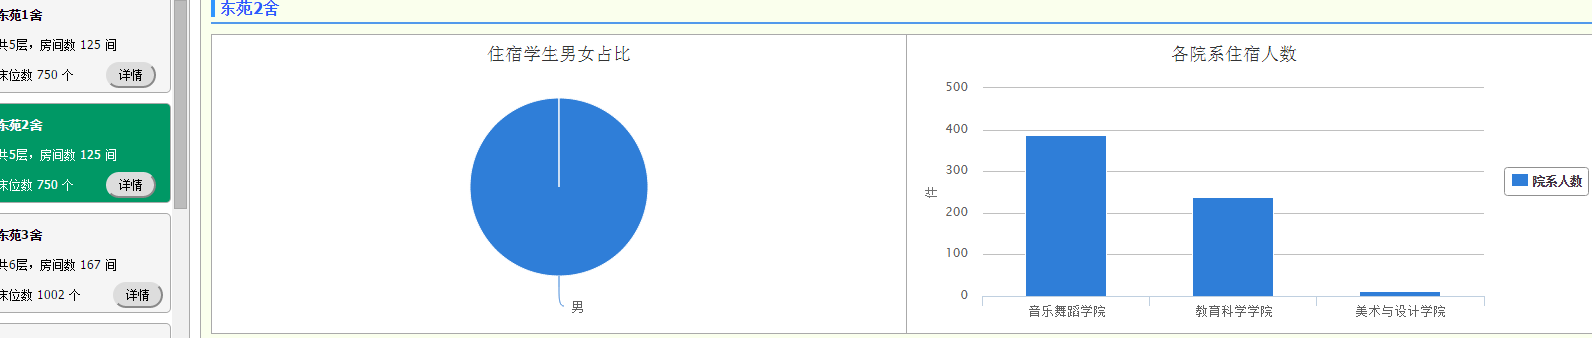 东苑1舍
共5层，房间数 125 间
床位数 750 个
详情
东苑2舍
共5层，房间数 125 间
床位数 750 个
详情
东苑3舍
共6层，房间数 167 间
床位数 1002 个
详情
东苑2舍
住宿学生男女占比
男
各院系住宿人数
500
400
300
200
100
0
件
音乐舞蹈学院
教育科学学院
美术与设计学院
院系人数